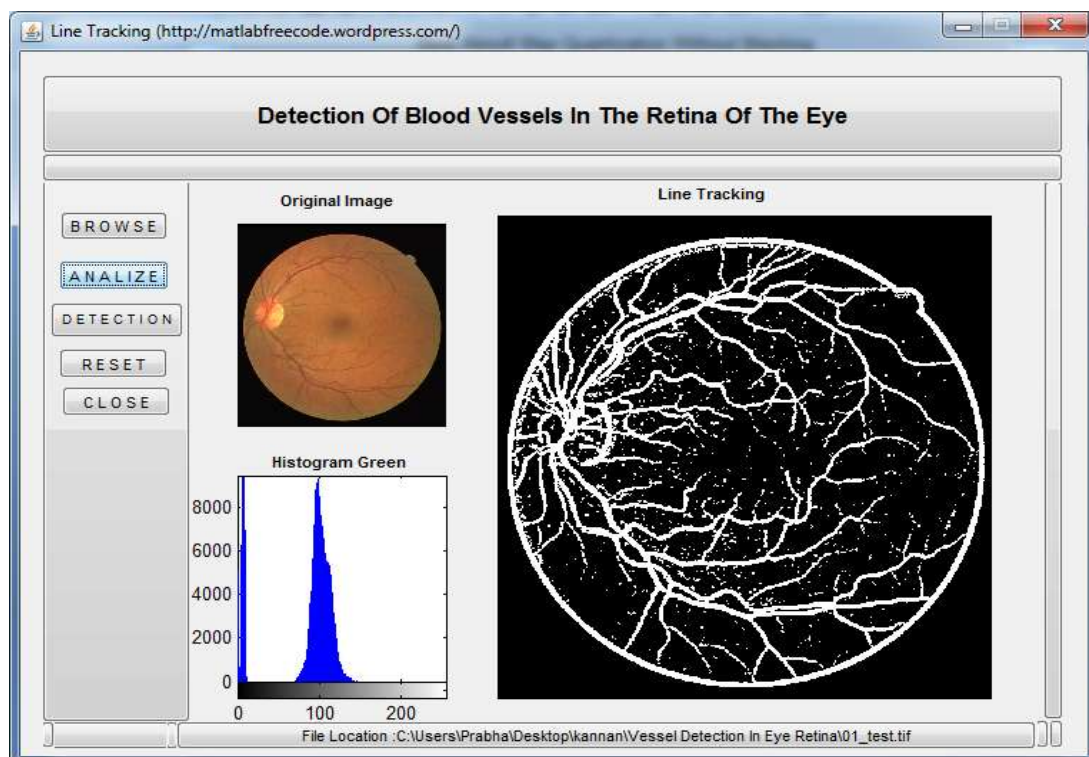 Line Tracking (http://matlabfreecode.wordpress.com/)
Detection Of Blood Vessels In The Retina Of The Eye
BROWSE
ANALIZE
DETECTION
RESET
CLOSE
Original Image
Histogram Green
8000
6000
4000
2000
0
0 100 200
Line Tracking
File Location :C:\Users\Prabha\Desktop\kannan\Vessel Detection In Eye Retina\01_test.tif